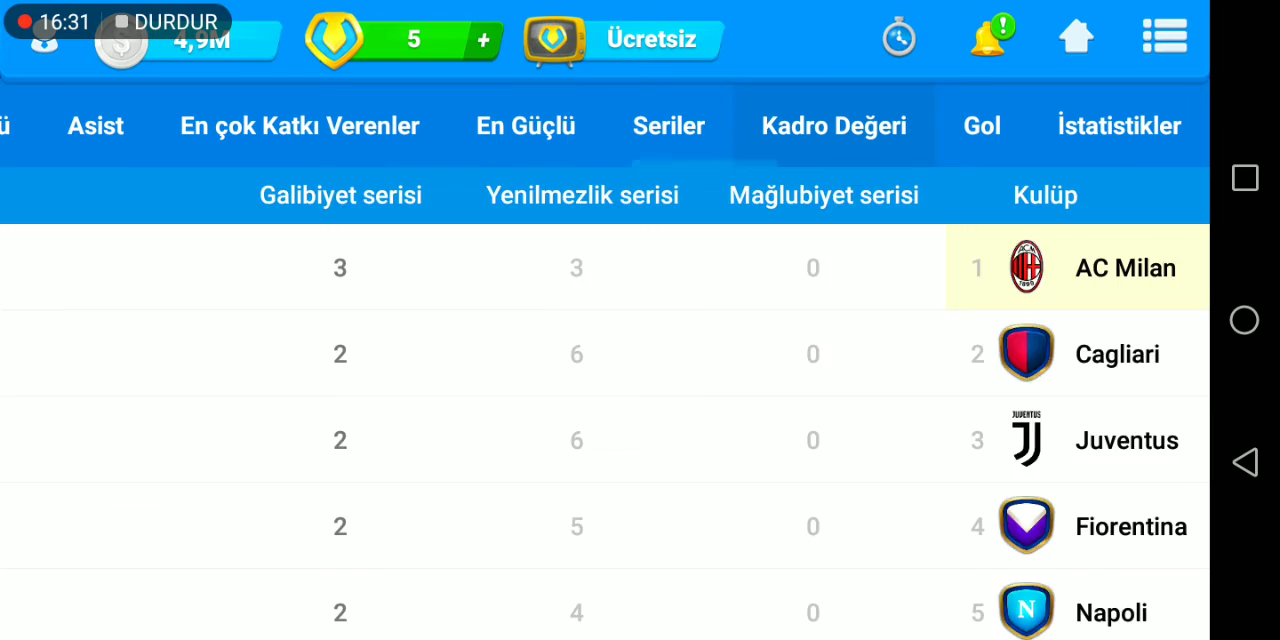 16:31 DURDUR
4,9M 5 + Ücretsiz
ü Asist En çok Katkı Verenler En Güçlü Seriler Kadro Değeri Gol İstatistikler
Galibiyet serisi Yenilmezlik serisi Mağlubiyet serisi Kulüp
3 3 0 1 AC Milan
2 6 0 2 Cagliari
2 6 0 3 JUVENTUS Juventus
2 5 0 4 Fiorentina
2 4 0 5 N Napoli